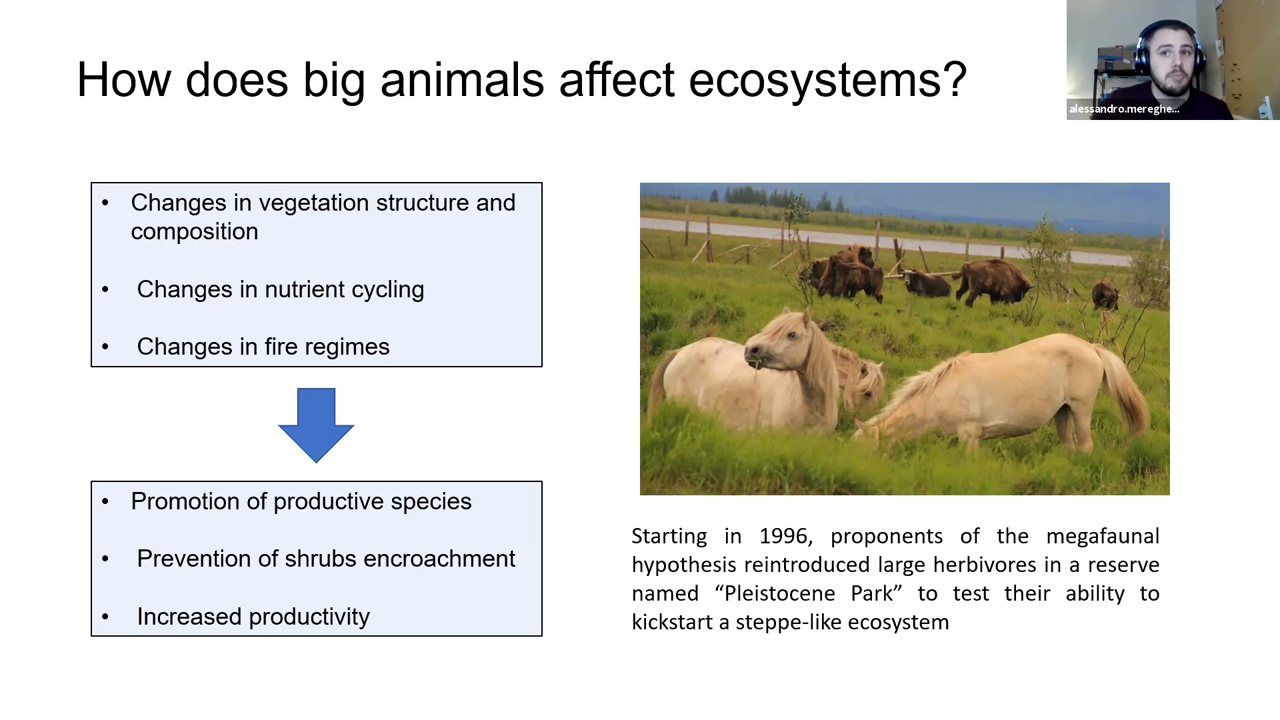 How does big animals affect ecosystems?
alessandro.mereghe...
• Changes in vegetation structure and
composition
• Changes in nutrient cycling
• Changes in fire regimes
• Promotion of productive species
• Prevention of shrubs encroachment
• Increased productivity
Starting in 1996, proponents of the megafaunal
hypothesis reintroduced large herbivores in a reserve
named “Pleistocene Park” to test their ability to
kickstart a steppe-like ecosystem